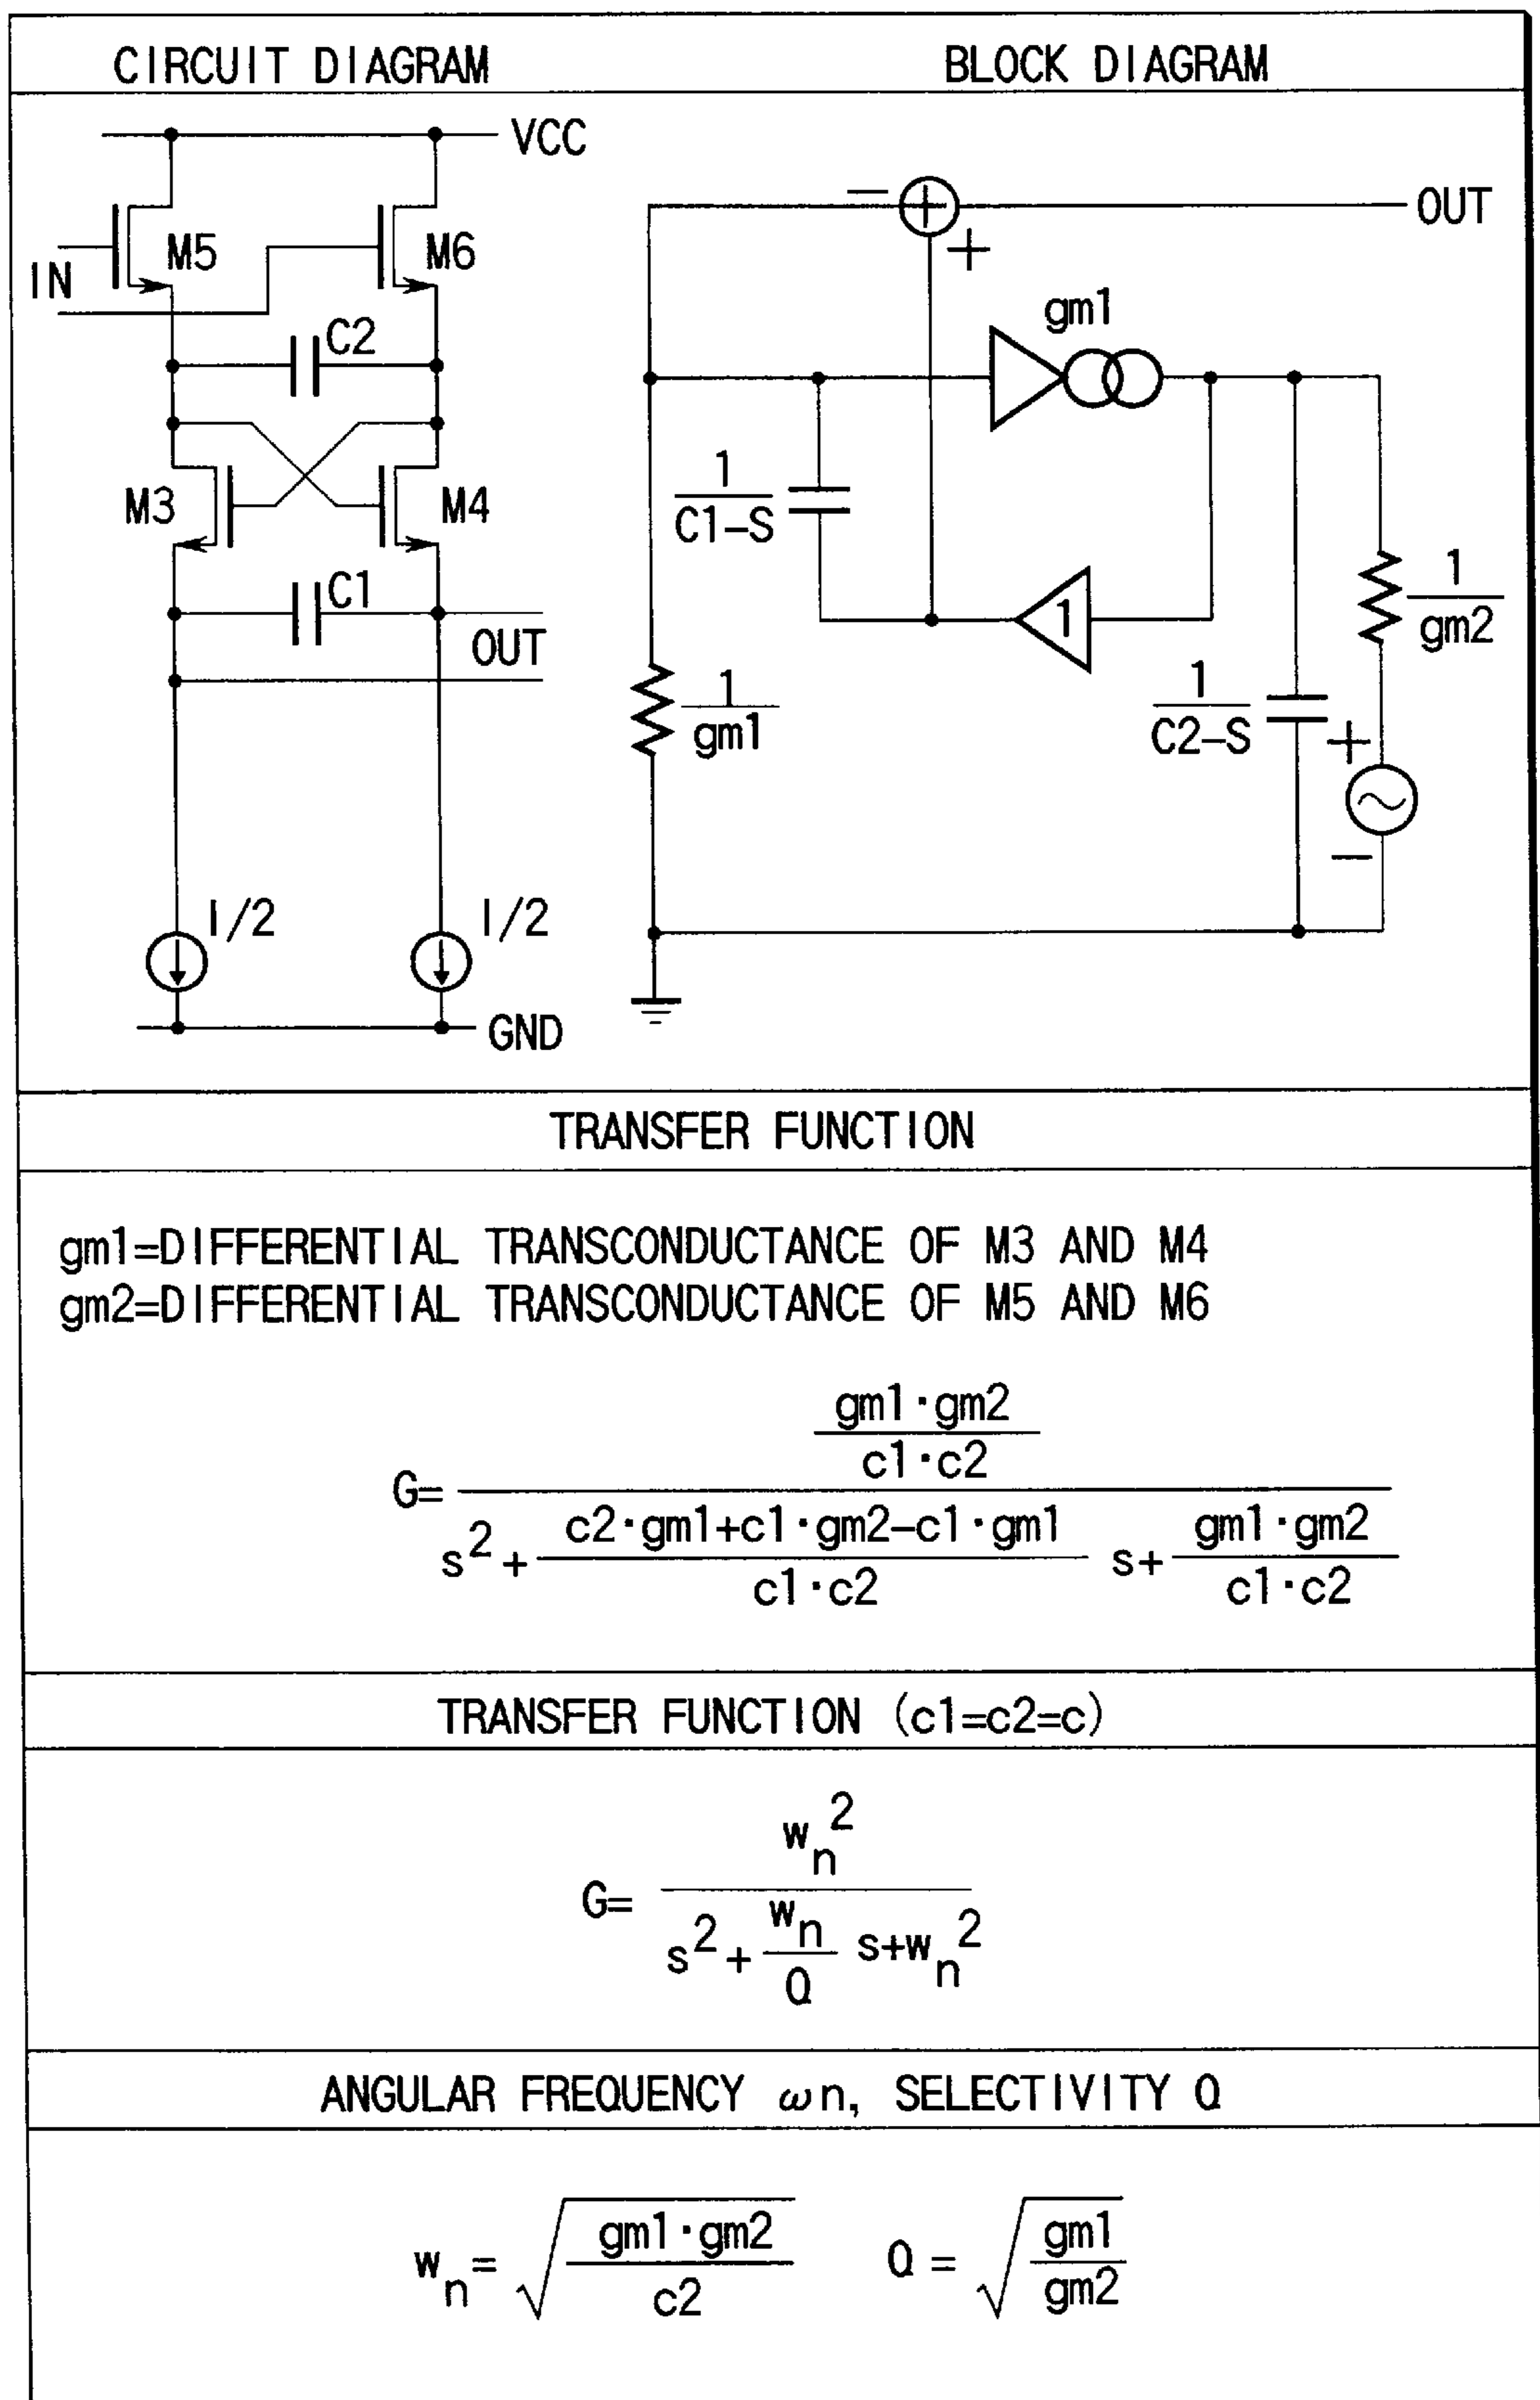 CIRCUIT DIAGRAM
BLOCK DIAGRAM
VCC
M5
M6
IN
C2
M3
M4
C1
OUT
I/2
I/2
GND
−
+
OUT
gm1
1
C1-S
1
1
gm2
1
gm1
1
C2-S
+
−
TRANSFER FUNCTION
gm1=DIFFERENTIAL TRANSCONDUCTANCE OF M3 AND M4
gm2=DIFFERENTIAL TRANSCONDUCTANCE OF M5 AND M6
gm1·gm2
c1·c2
G=
s2+ c2·gm1+c1·gm2-c1·gm1 s+ gm1·gm2
c1·c2 c1·c2
TRANSFER FUNCTION (c1=c2=c)
wn2
G=
s2+ wn s+wn2
Q
ANGULAR FREQUENCY ωn, SELECTIVITY Q
wn= √ gm1·gm2 Q = √ gm1
c2 gm2